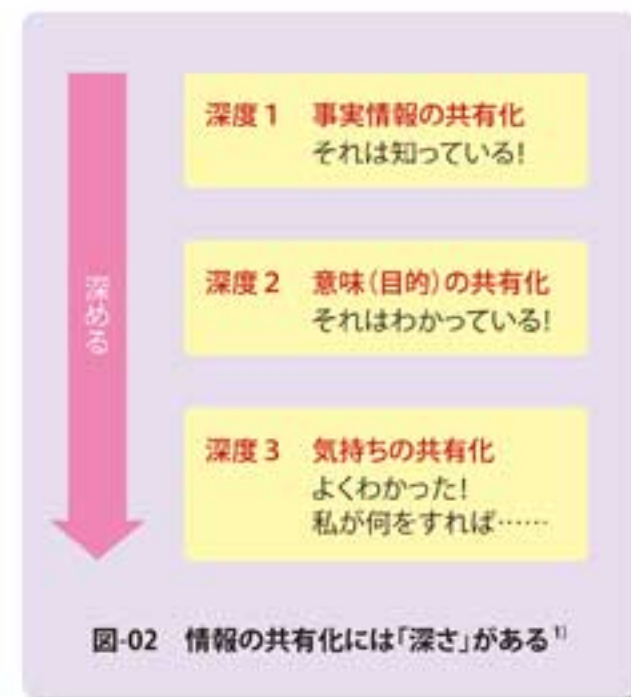 深める
深度1 事実情報の共有化
それは知っている!
深度2 意味(目的)の共有化
それはわかっている!
深度3 気持ちの共有化
よくわかった!
私が何をすれば……
図-02 情報の共有化には「深さ」がある1)